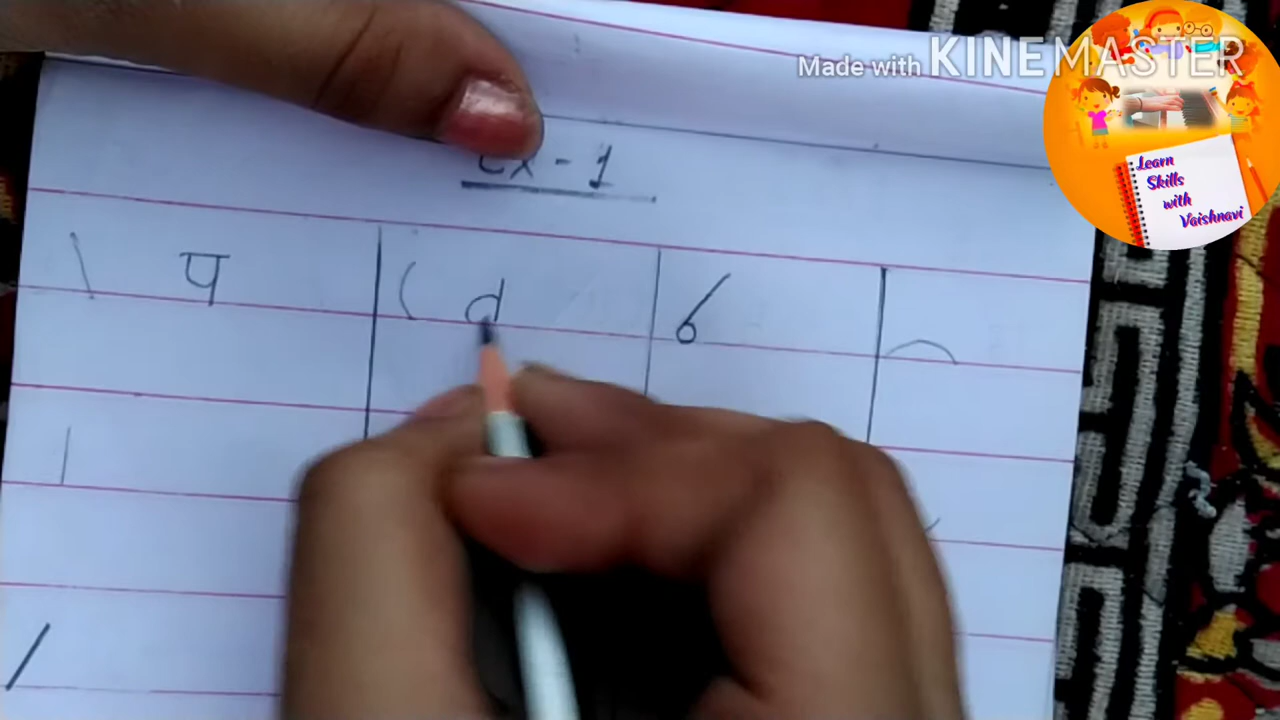 Made with KINEMASTER
Learn
Skills
with
Vaishnavi
Ex - 1
\ प ( d 6
|
/